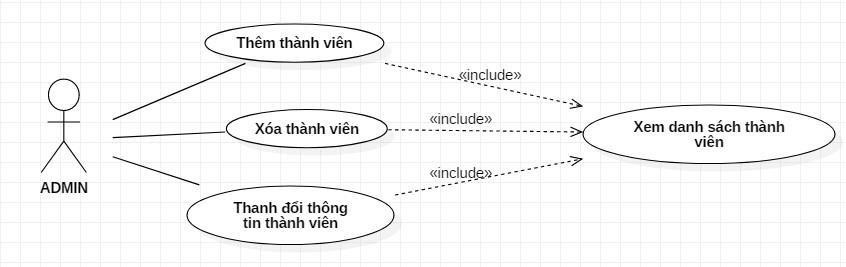 Thêm thành viên
«include»
Xóa thành viên
«include»
Xem danh sách thành
viên
«include»
ADMIN
Thanh đổi thông
tin thành viên